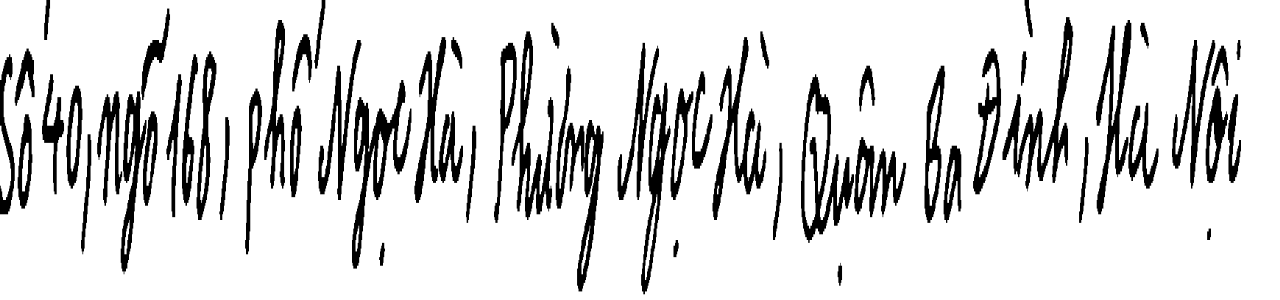 Số 40, ngõ 168, phố Ngọc Hà, Phường Ngọc Hà, Quận Ba Đình, Hà Nội